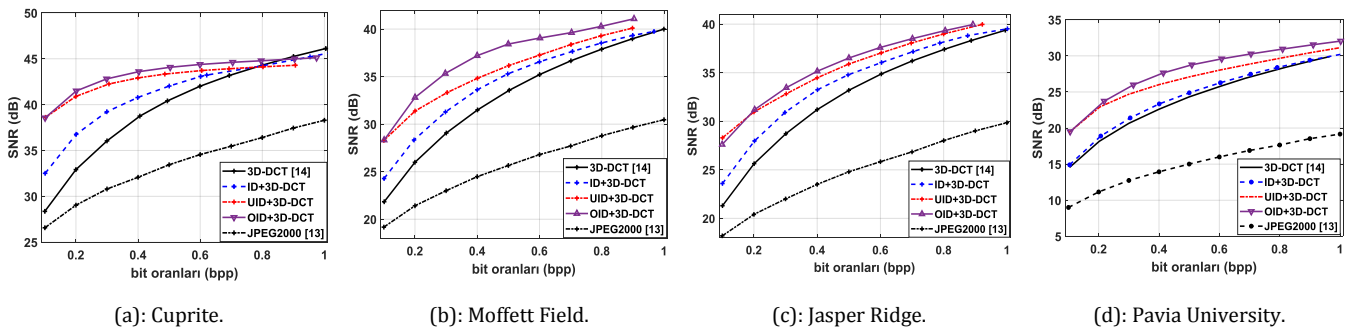 50
45
40
35
30
25
SNR (dB)
0.2
0.4
0.6
0.8
1
bit oranları (bpp)
3D-DCT [14]
ID+3D-DCT
UID+3D-DCT
OID+3D-DCT
JPEG2000 [13]
(a): Cuprite.
40
35
30
25
20
SNR (dB)
0.2
0.4
0.6
0.8
1
bit oranları (bpp)
3D-DCT [14]
ID+3D-DCT
UID+3D-DCT
OID+3D-DCT
JPEG2000 [13]
(b): Moffett Field.
40
35
30
25
20
SNR (dB)
0.2
0.4
0.6
0.8
1
bit oranları (bpp)
3D-DCT [14]
ID+3D-DCT
UID+3D-DCT
OID+3D-DCT
JPEG2000 [13]
(c): Jasper Ridge.
35
30
25
20
15
10
5
SNR (dB)
0.2
0.4
0.6
0.8
1
bit oranları (bpp)
3D-DCT [14]
ID+3D-DCT
UID+3D-DCT
OID+3D-DCT
JPEG2000 [13]
(d): Pavia University.